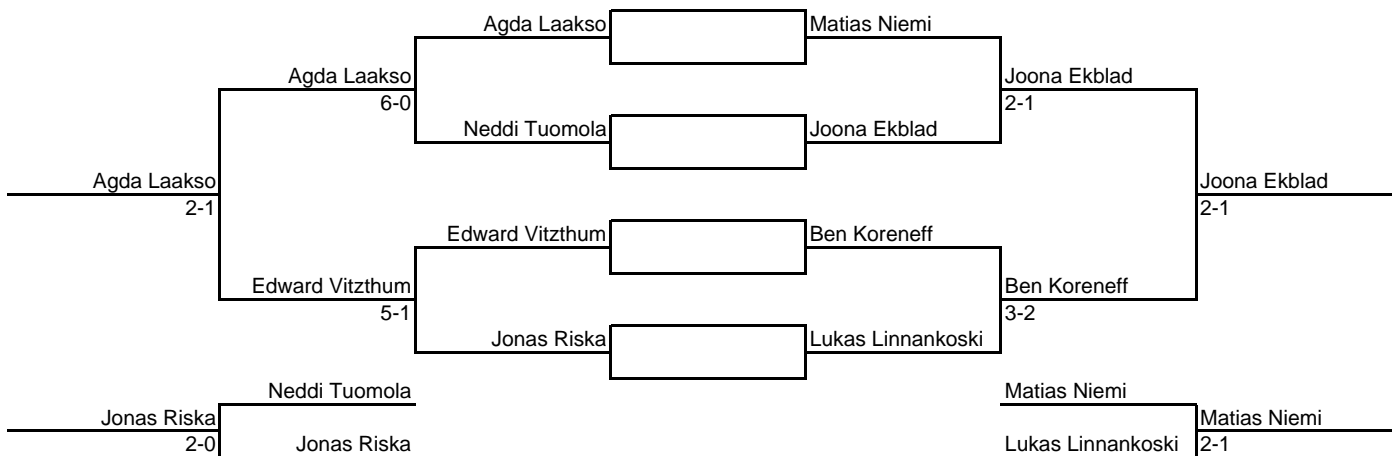 Agda Laakso Matias Niemi
Agda Laakso Joona Ekblad
6-0 2-1
Neddi Tuomola Joona Ekblad
Agda Laakso Joona Ekblad
2-1 2-1
Edward Vitzthum Ben Koreneff
Edward Vitzthum Ben Koreneff
5-1 3-2
Jonas Riska Lukas Linnankoski
Neddi Tuomola Matias Niemi
Jonas Riska Matias Niemi
2-0 Jonas Riska Lukas Linnankoski 2-1